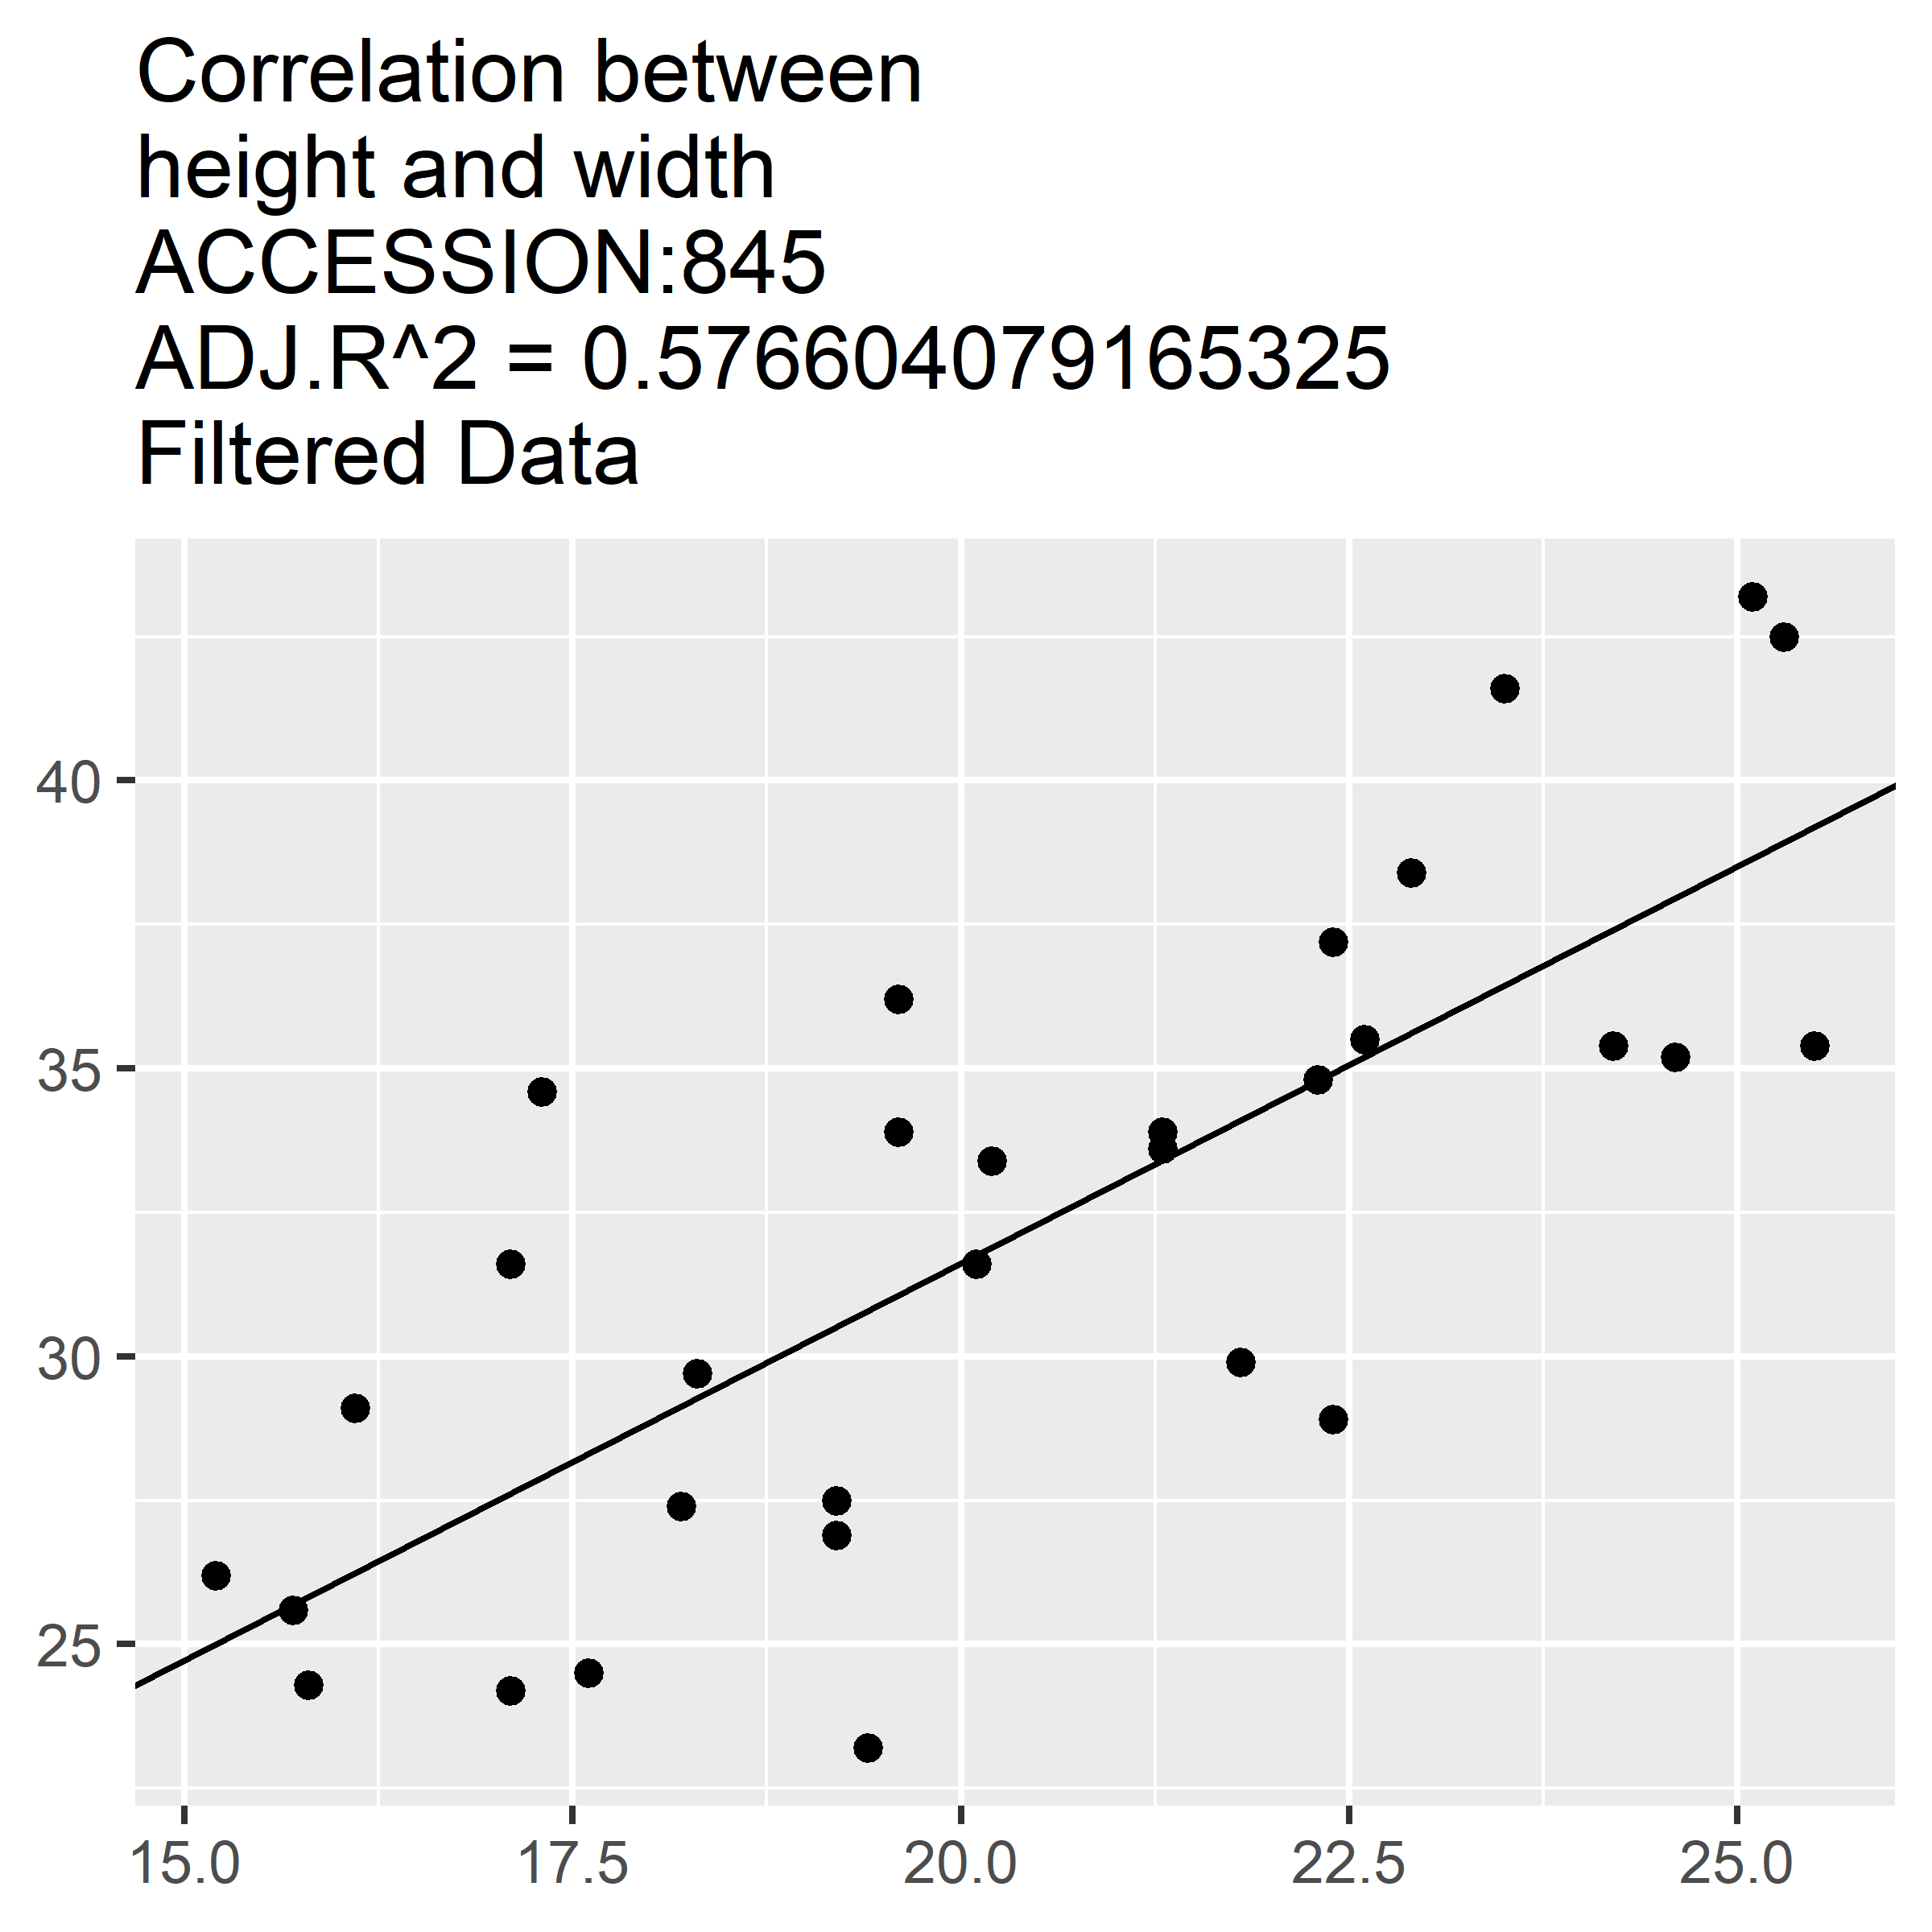 Correlation between
height and width
ACCESSION:845
ADJ.R^2 = 0.576604079165325
Filtered Data
40
35
30
25
15.0 17.5 20.0 22.5 25.0